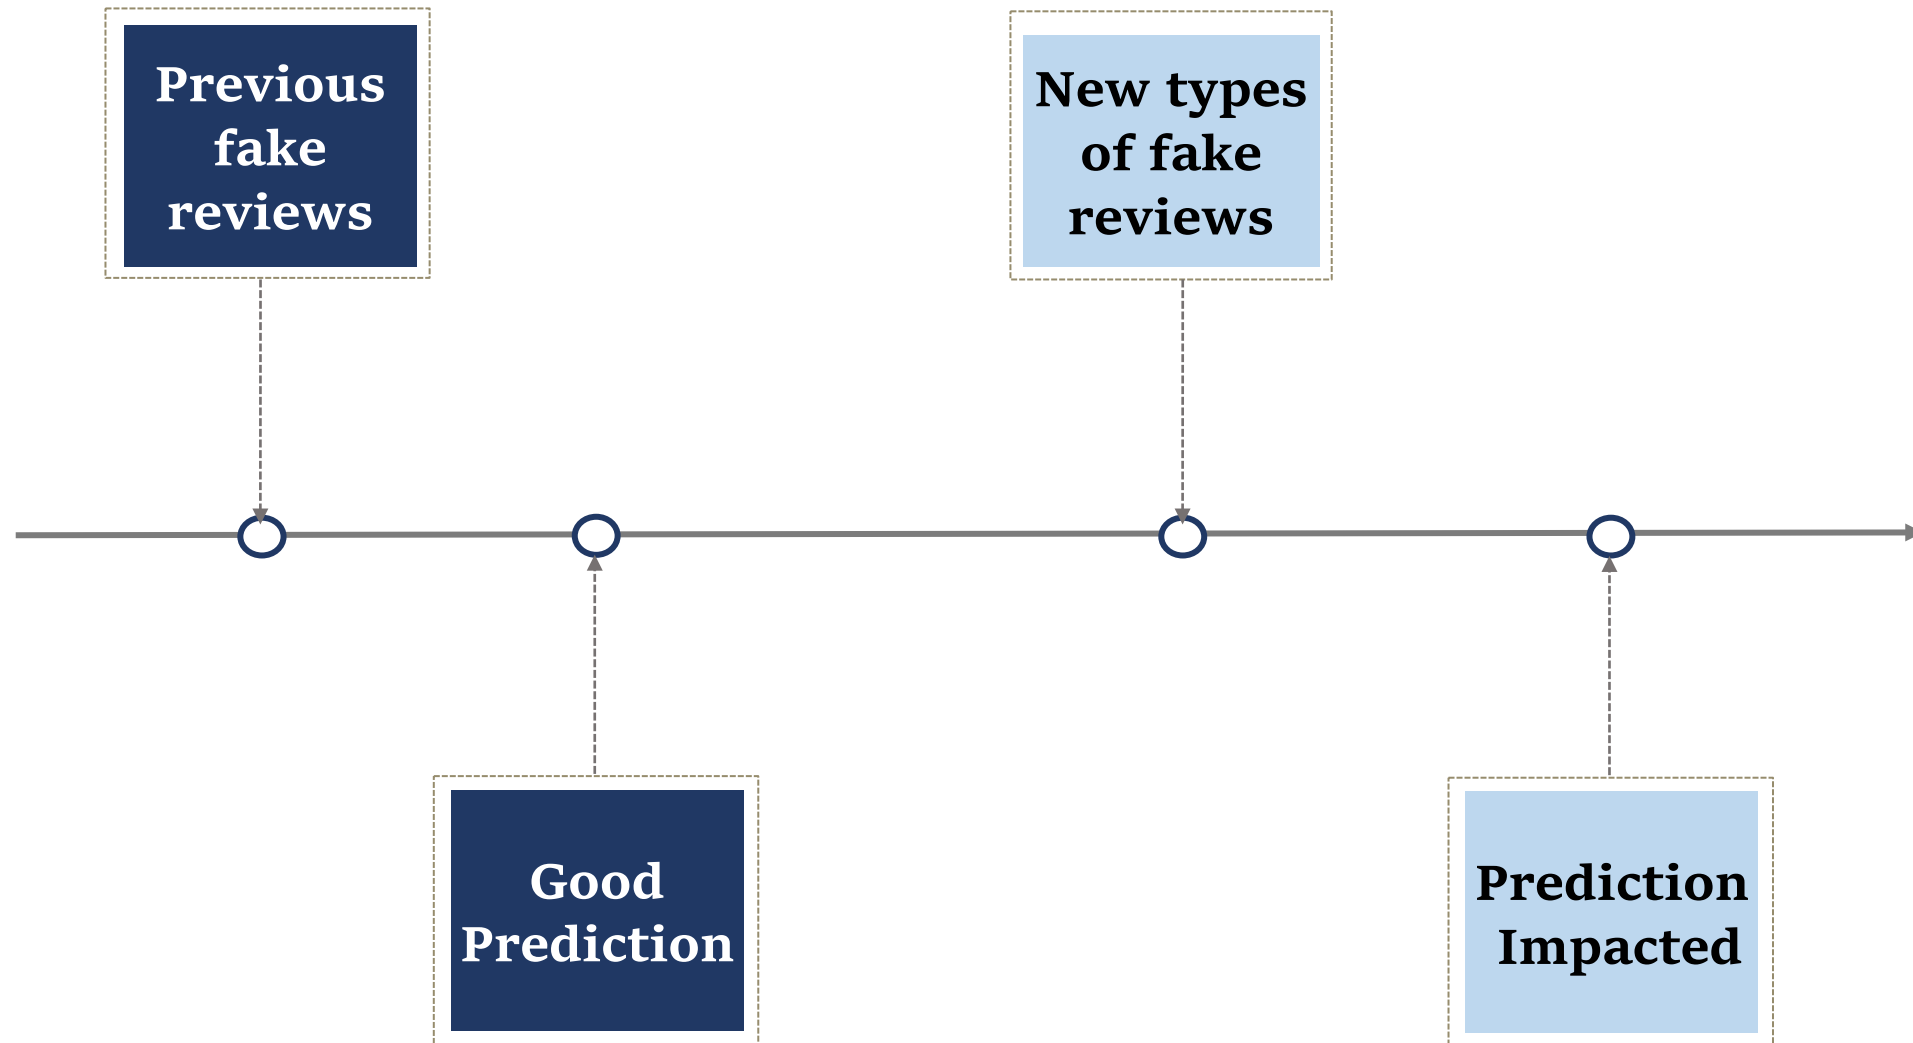 Previous
fake
reviews
New types
of fake
reviews
Good
Prediction
Prediction
Impacted